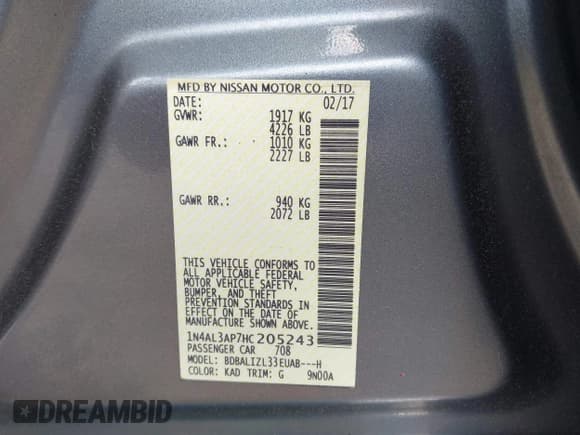 MFD BY NISSAN MOTOR CO., LTD.
DATE: 02/17
GVWR: 1917 KG
4226 LB
GAWR FR.: 1010 KG
2227 LB
GAWR RR.: 940 KG
2072 LB
THIS VEHICLE CONFORMS TO
ALL APPLICABLE FEDERAL
MOTOR VEHICLE SAFETY,
BUMPER, AND THEFT
PREVENTION STANDARDS IN
EFFECT ON THE DATE OF
MANUFACTURE SHOWN ABOVE.
1N4AL3AP7HC205243
PASSENGER CAR 708
MODEL: BDBALIZL33EUAB---H
COLOR: KAD TRIM: G 9N00A
DREAMBID